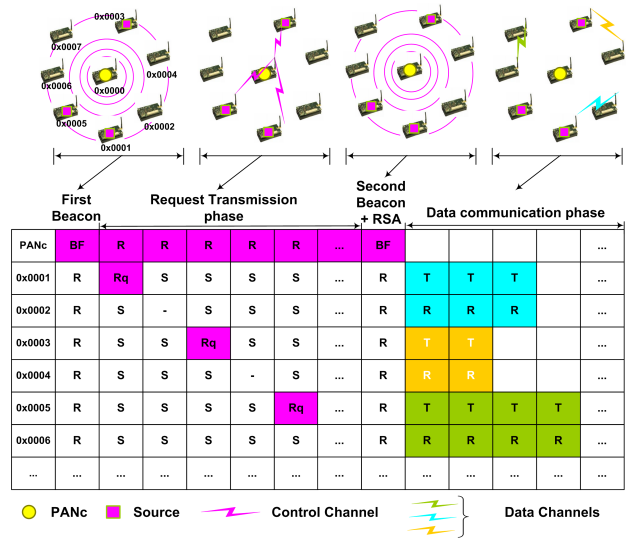 0x0003
0x0007
0x0004
0x0006
0x0000
0x0005
0x0002
0x0001
First
Beacon
Request Transmission
phase
Second
Beacon
+ RSA
Data communication phase
PANc BF R R R R R ... BF ...
0x0001 R Rq S S S S ... R T T T ...
0x0002 R S - S S S ... R R R R ...
0x0003 R S S Rq S S ... R T T ...
0x0004 R S S S - S ... R R R ...
0x0005 R S S S S Rq ... R T T T T ...
0x0006 R S S S S S ... R R R R R ...
... ... ... ... ... ... ... ... ... ... ... ... ... ...
PANc Source Control Channel Data Channels